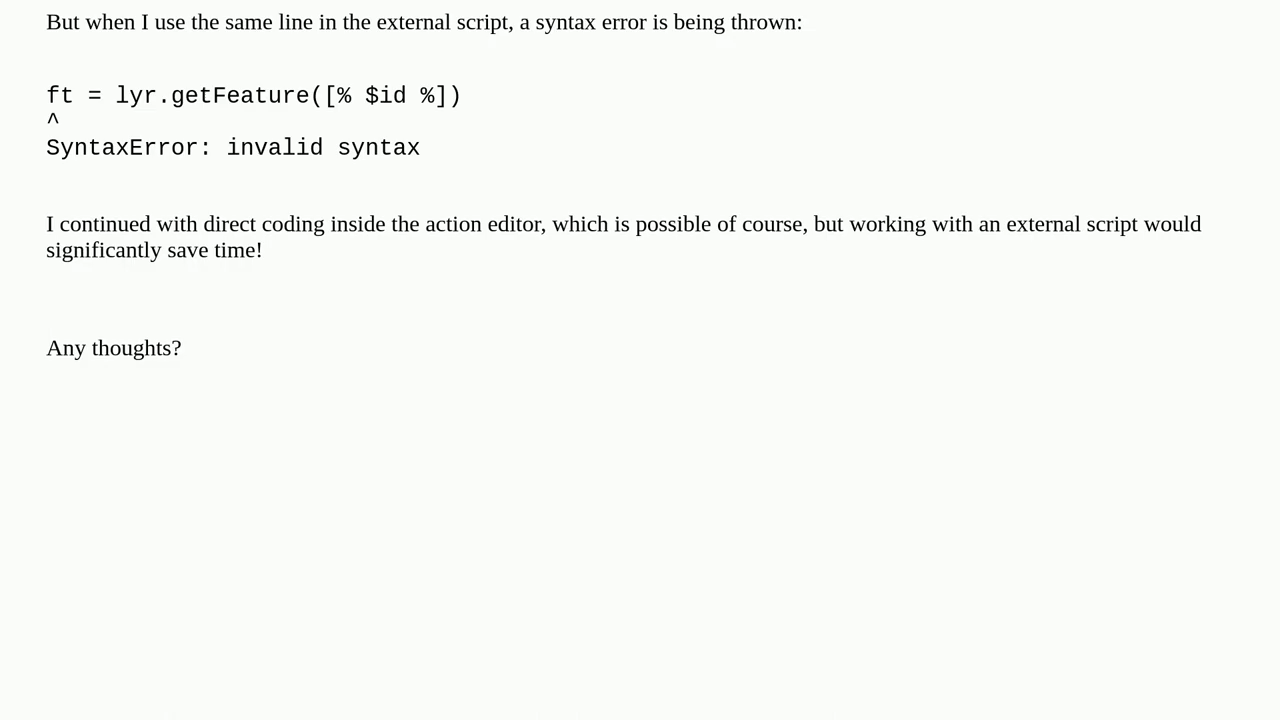 But when I use the same line in the external script, a syntax error is being thrown:
ft = lyr.getFeature([% $id %])
^
SyntaxError: invalid syntax
I continued with direct coding inside the action editor, which is possible of course, but working with an external script would
significantly save time!
Any thoughts?